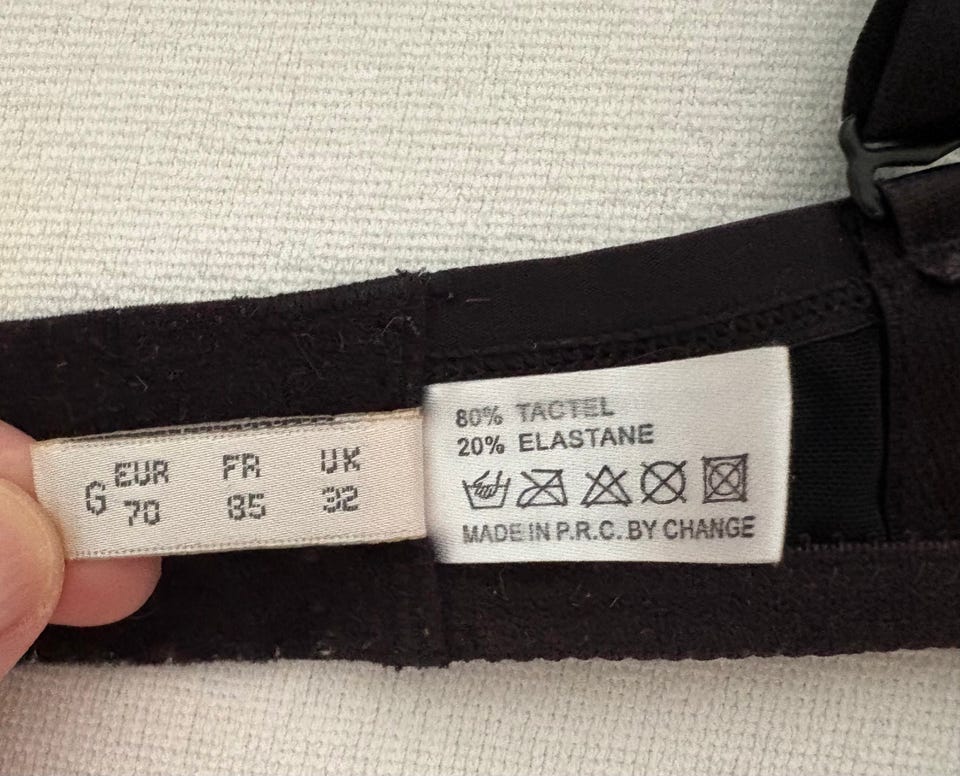 G EUR FR UK
70 85 32
80% TACTEL
20% ELASTANE
MADE IN P.R.C. BY CHANGE